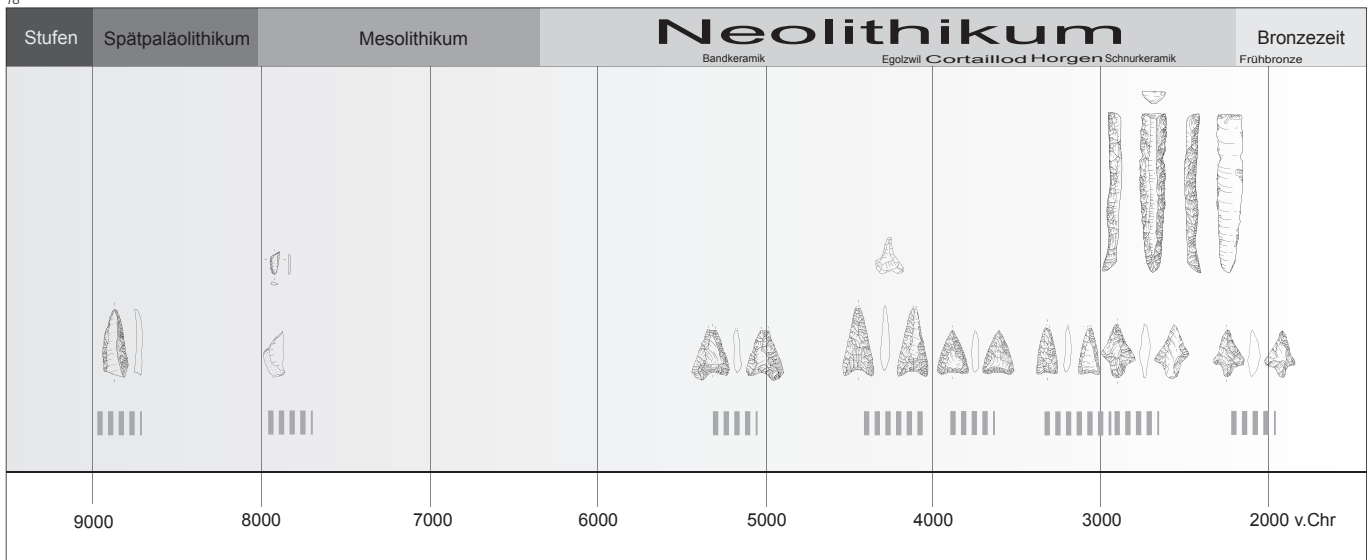 18
Stufen Spätpaläolithikum Mesolithikum Neolithikum Bronzezeit
Bandkeramik Egolzwil Cortaillod Horgen Schnurkeramik Frühbronze
9000 8000 7000 6000 5000 4000 3000 2000 v.Chr